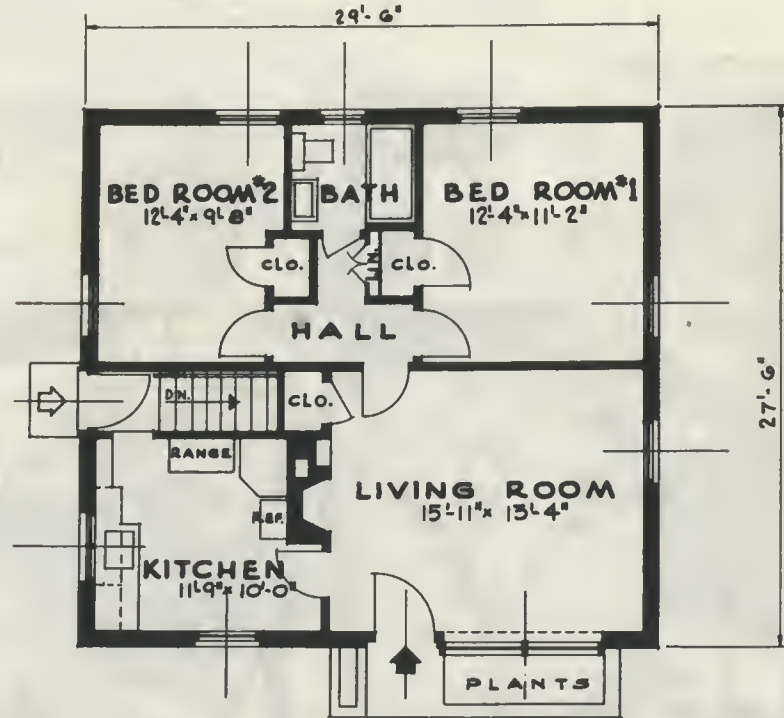 29'-6"
BED ROOM #2
12'-4" x 9'-8"
BATH
BED ROOM #1
12'-4" x 11'-2"
CLO.
LIN.
CLO.
HALL
27'-6"
DN.
CLO.
RANGE
REF.
LIVING ROOM
15'-11" x 13'-4"
KITCHEN
11'-9" x 10'-0"
PLANTS